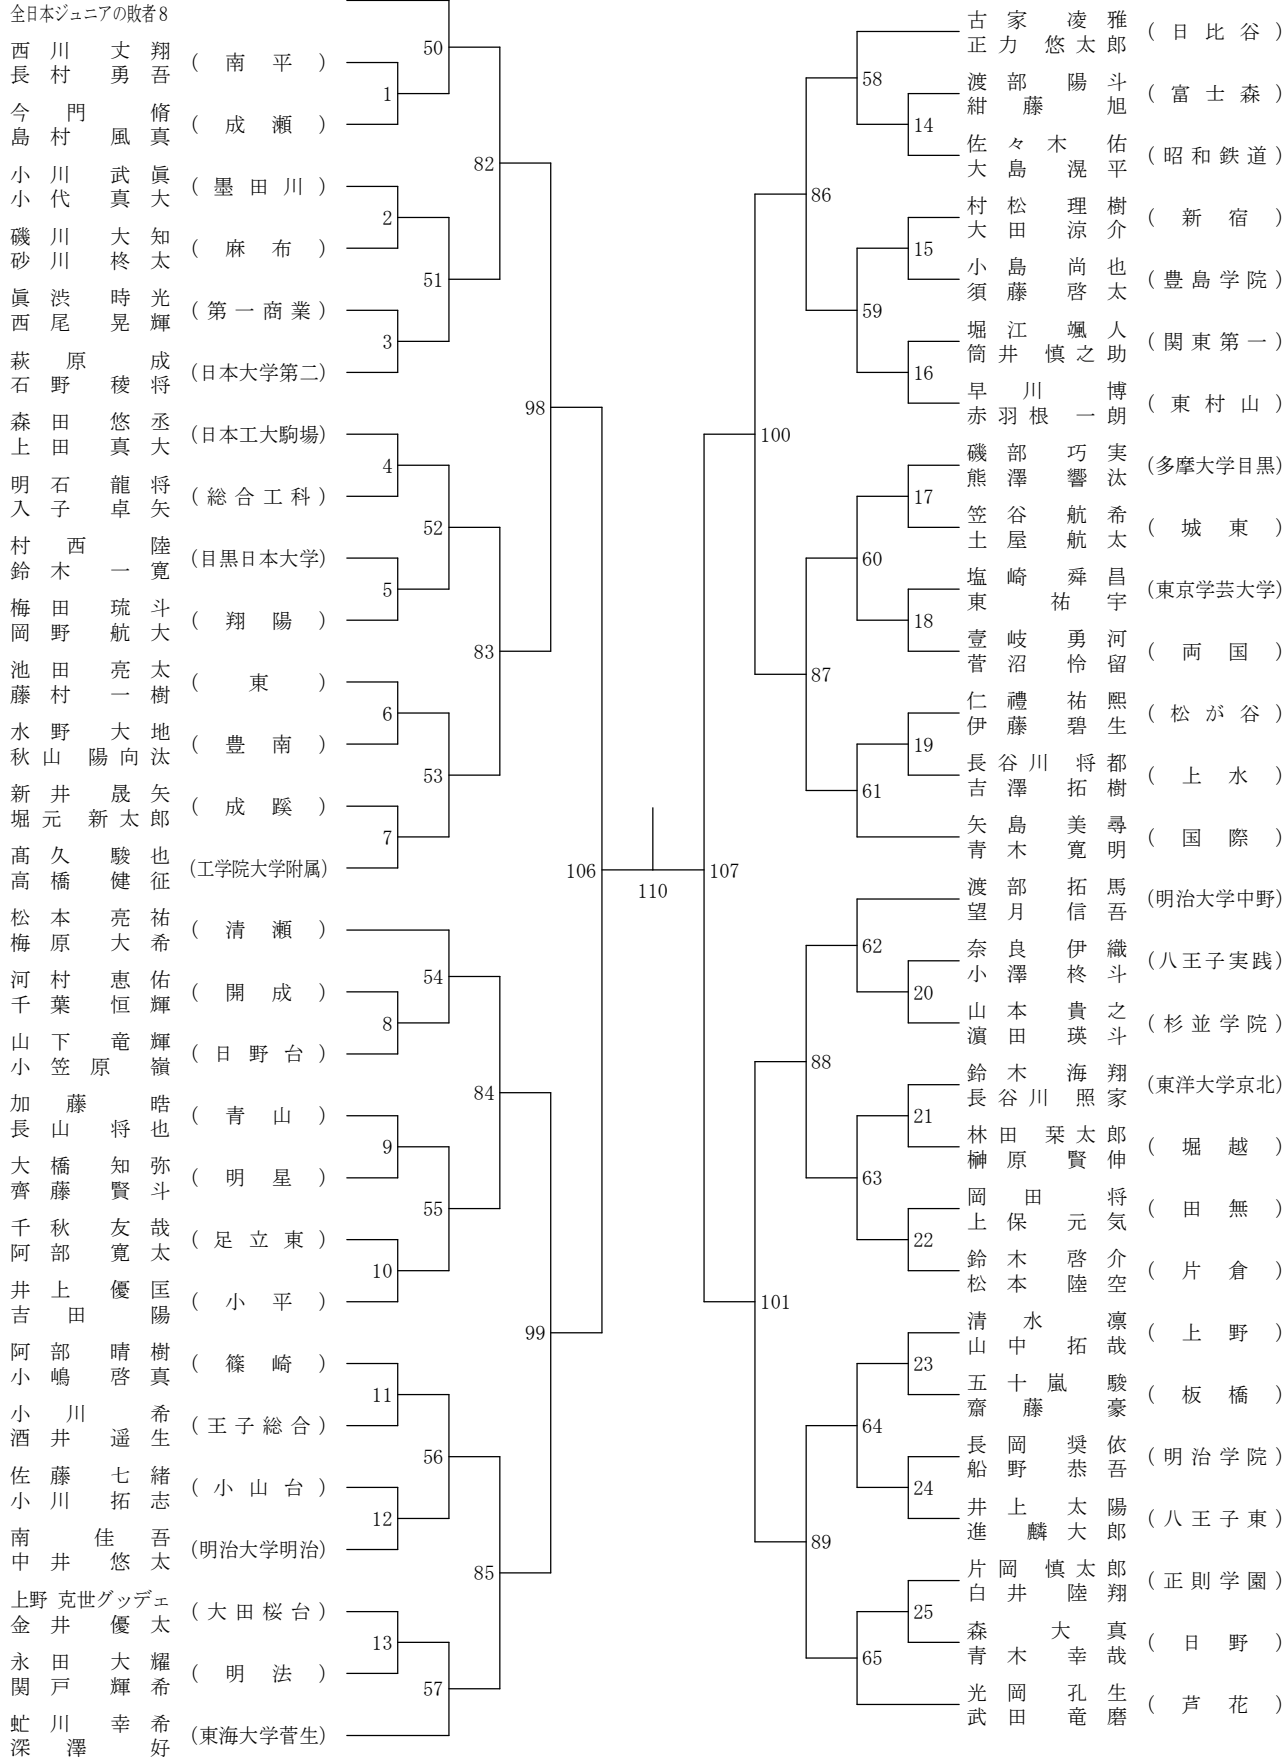 全日本ジュニアの敗者8
西川 丈翔
長村 勇吾
(南平)
今門 脩
島村 風真
(成瀬)
小川 武眞
小代 真大
(墨田川)
磯川 大知
砂川 柊太
(麻布)
眞渋 時光
西尾 晃輝
(第一商業)
萩原 成
石野 稜将
(日本大学第二)
森田 悠丞
上田 真大
(日本工大駒場)
明石 龍将
入子 卓矢
(総合工科)
村西 陸
鈴木 一寛
(目黒日本大学)
梅田 琉斗
岡野 航大
(翔陽)
池田 亮太
藤村 一樹
(東)
水野 大地
秋山 陽向汰
(豊南)
新井 晟矢
堀元 新太郎
(成蹊)
髙久 駿也
高橋 健征
(工学院大学附属)
松本 亮祐
梅原 大希
(清瀬)
河村 恵佑
千葉 恒輝
(開成)
山下 竜輝
小笠原 嶺
(日野台)
加藤 晧
長山 将也
(青山)
大橋 知弥
齊藤 賢斗
(明星)
千秋 友哉
阿部 寛太
(足立東)
井上 優匡
吉田 陽
(小平)
阿部 晴樹
小嶋 啓真
(篠崎)
小川 希
酒井 遥生
(王子総合)
佐藤 七緒
小川 拓志
(小山台)
南 佳吾
中井 悠太
(明治大学明治)
上野 克世グッデェ
金井 優太
(大田桜台)
永田 大耀
関戸 輝希
(明法)
虻川 幸希
深澤 好
(東海大学菅生)
50
1
82
2
51
3
98
4
52
5
83
6
53
7
106
54
8
84
9
55
10
99
11
56
12
85
13
57
110
107
58
14
86
15
59
16
100
17
60
18
87
19
61
62
20
88
21
63
22
101
23
64
24
89
25
65
古家 凌雅
正力 悠太郎
(日比谷)
渡部 陽斗
紺藤 旭
(富士森)
佐々木 佑
大島 滉平
(昭和鉄道)
村松 理樹
大田 涼介
(新宿)
小島 尚也
須藤 啓太
(豊島学院)
堀江 颯人
筒井 慎之助
(関東第一)
早川 博
赤羽根 一朗
(東村山)
磯部 巧実
熊澤 響汰
(多摩大学目黒)
笠谷 航希
土屋 航太
(城東)
塩崎 舜昌
東 祐宇
(東京学芸大学)
壹岐 勇河
菅沼 怜留
(両国)
仁禮 祐熙
伊藤 碧生
(松が谷)
長谷川 将都
吉澤 拓樹
(上水)
矢島 美尋
青木 寛明
(国際)
渡部 拓馬
望月 信吾
(明治大学中野)
奈良 伊織
小澤 柊斗
(八王子実践)
山本 貴之
濵田 瑛斗
(杉並学院)
鈴木 海翔
長谷川 照家
(東洋大学京北)
林田 栞太郎
榊原 賢伸
(堀越)
岡田 将
上保 元気
(田無)
鈴木 啓介
松本 陸空
(片倉)
清水 凛
山中 拓哉
(上野)
五十嵐 駿
齋藤 豪
(板橋)
長岡 奨依
船野 恭吾
(明治学院)
井上 太陽
進 麟太郎
(八王子東)
片岡 慎太郎
白井 陸翔
(正則学園)
森 大真
青木 幸哉
(日野)
光岡 孔生
武田 竜磨
(芦花)